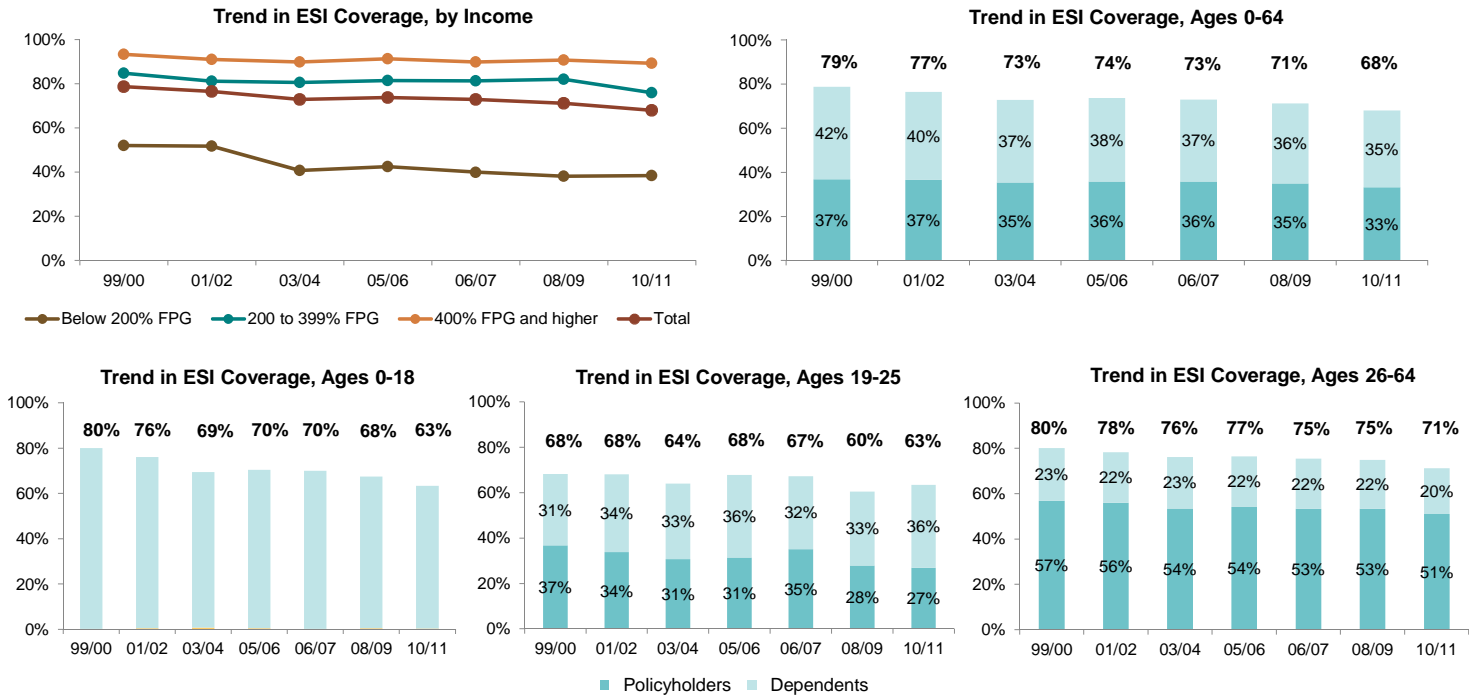 Trend in ESI Coverage, by Income
100%
80%
60%
40%
20%
0%
99/00 01/02 03/04 05/06 06/07 08/09 10/11
Below 200% FPG 200 to 399% FPG 400% FPG and higher Total
Trend in ESI Coverage, Ages 0-64
100%
80%
60%
40%
20%
0%
79% 77% 73% 74% 73% 71% 68%
42% 40% 37% 38% 37% 36% 35%
37% 37% 35% 36% 36% 35% 33%
99/00 01/02 03/04 05/06 06/07 08/09 10/11
Trend in ESI Coverage, Ages 0-18
100%
80%
60%
40%
20%
0%
80% 76% 69% 70% 70% 68% 63%
99/00 01/02 03/04 05/06 06/07 08/09 10/11
Trend in ESI Coverage, Ages 19-25
100%
80%
60%
40%
20%
0%
68% 68% 64% 68% 67% 60% 63%
31% 34% 33% 36% 32% 33% 36%
37% 34% 31% 31% 35% 28% 27%
99/00 01/02 03/04 05/06 06/07 08/09 10/11
Trend in ESI Coverage, Ages 26-64
100%
80%
60%
40%
20%
0%
80% 78% 76% 77% 75% 75% 71%
23% 22% 23% 22% 22% 22% 20%
57% 56% 54% 54% 53% 53% 51%
99/00 01/02 03/04 05/06 06/07 08/09 10/11
Policyholders Dependents